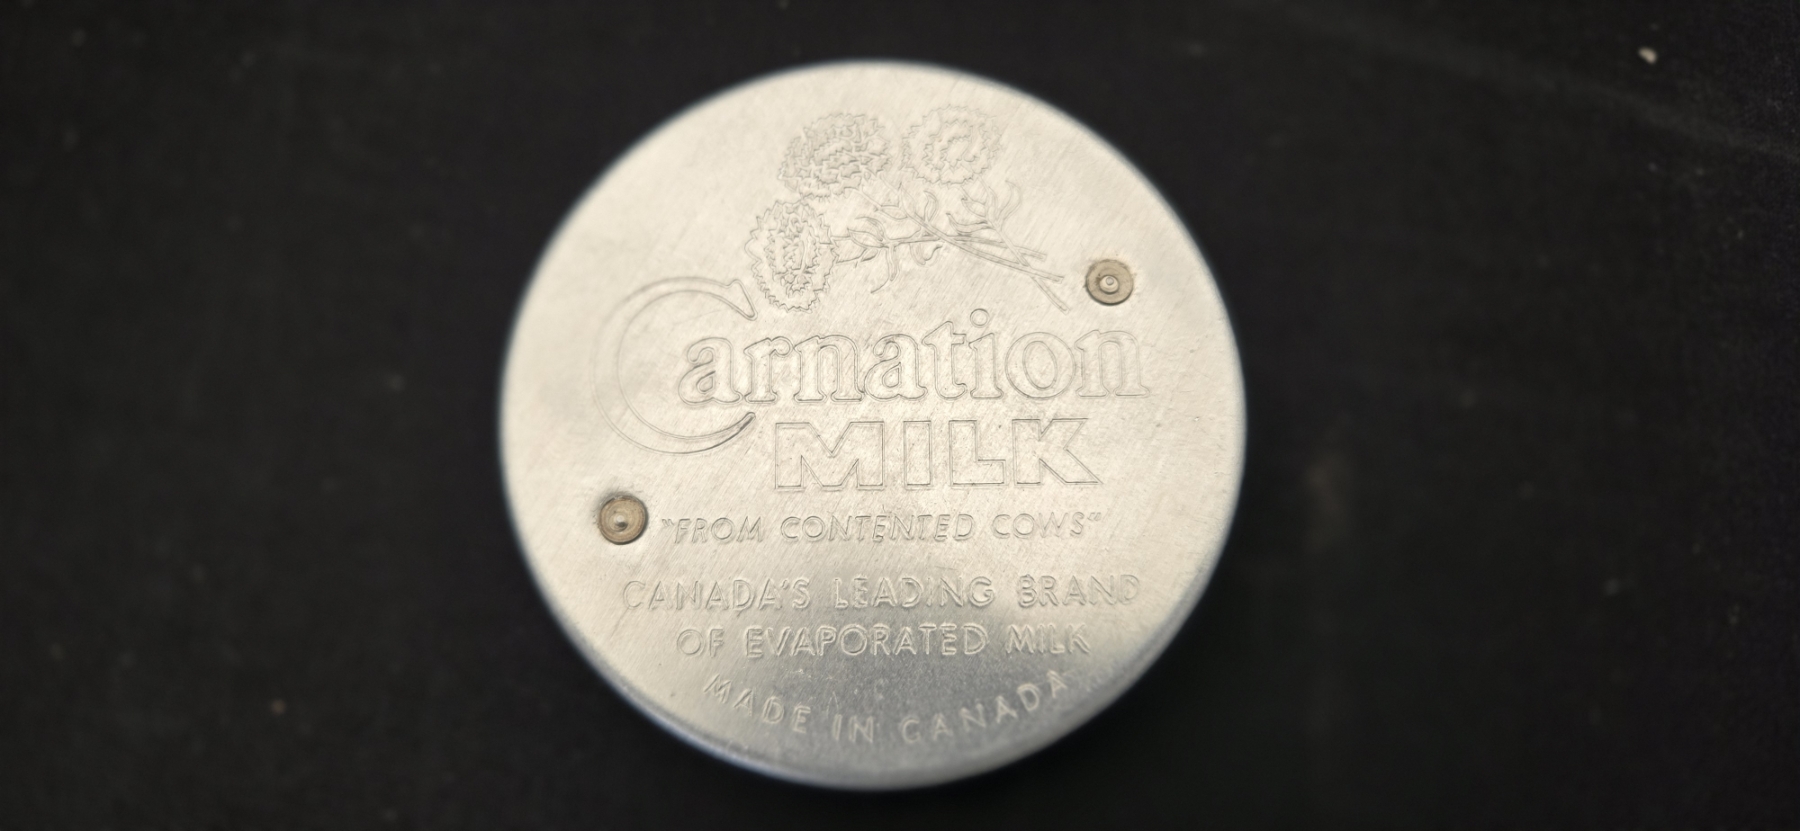 Carnation
MILK
"FROM CONTENTED COWS"
CANADA'S LEADING BRAND
OF EVAPORATED MILK
MADE IN CANADA